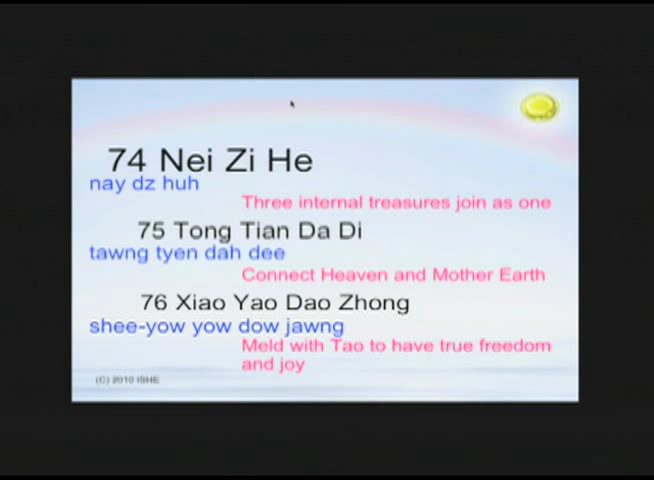 74 Nei Zi He
nay dz huh
Three internal treasures join as one
75 Tong Tian Da Di
tawng tyen dah dee
Connect Heaven and Mother Earth
76 Xiao Yao Dao Zhong
shee-yow yow dow jawng
Meld with Tao to have true freedom
and joy
(C) 2010 ISHE